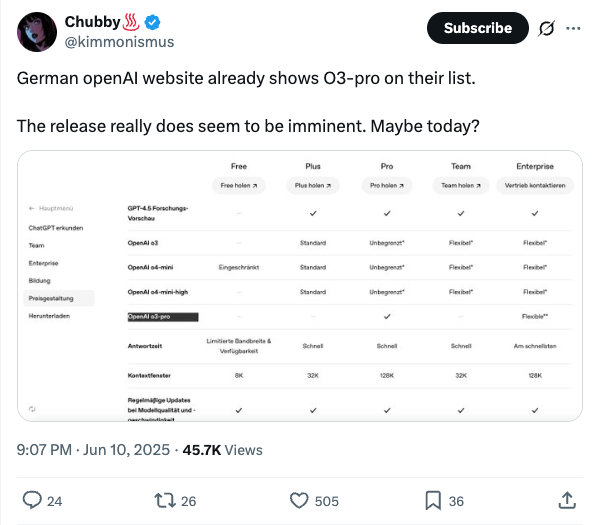 Chubby♨️
@kimmonismus
Subscribe
German openAI website already shows O3-pro on their list.
The release really does seem to be imminent. Maybe today?
Free Plus Pro Team Enterprise
Free holen ↗ Plus holen ↗ Pro holen ↗ Team holen ↗ Vertrieb kontaktieren
← Hauptmenü
ChatGPT erkunden
Team
Enterprise
Bildung
Preisgestaltung
Herunterladen
GPT-4.5 Forschungs-
Vorschau – ✓ ✓ ✓ ✓
OpenAI o3 – Standard Unbegrenzt* Flexibel* Flexibel*
OpenAI o4-mini Eingeschränkt Standard Unbegrenzt* Flexibel* Flexibel*
OpenAI o4-mini-high – Standard Unbegrenzt* Flexibel* Flexibel*
OpenAI o3-pro – – ✓ – Flexible**
Antwortzeit Limitierte Bandbreite & Verfügbarkeit Schnell Schnell Schnell Am schnellsten
Kontextfenster 8K 32K 128K 32K 128K
Regelmäßige Updates
bei Modellqualität und -
geschwindigkeit ✓ ✓ ✓ ✓ ✓
9:07 PM · Jun 10, 2025 · 45.7K Views
24 26 505 36